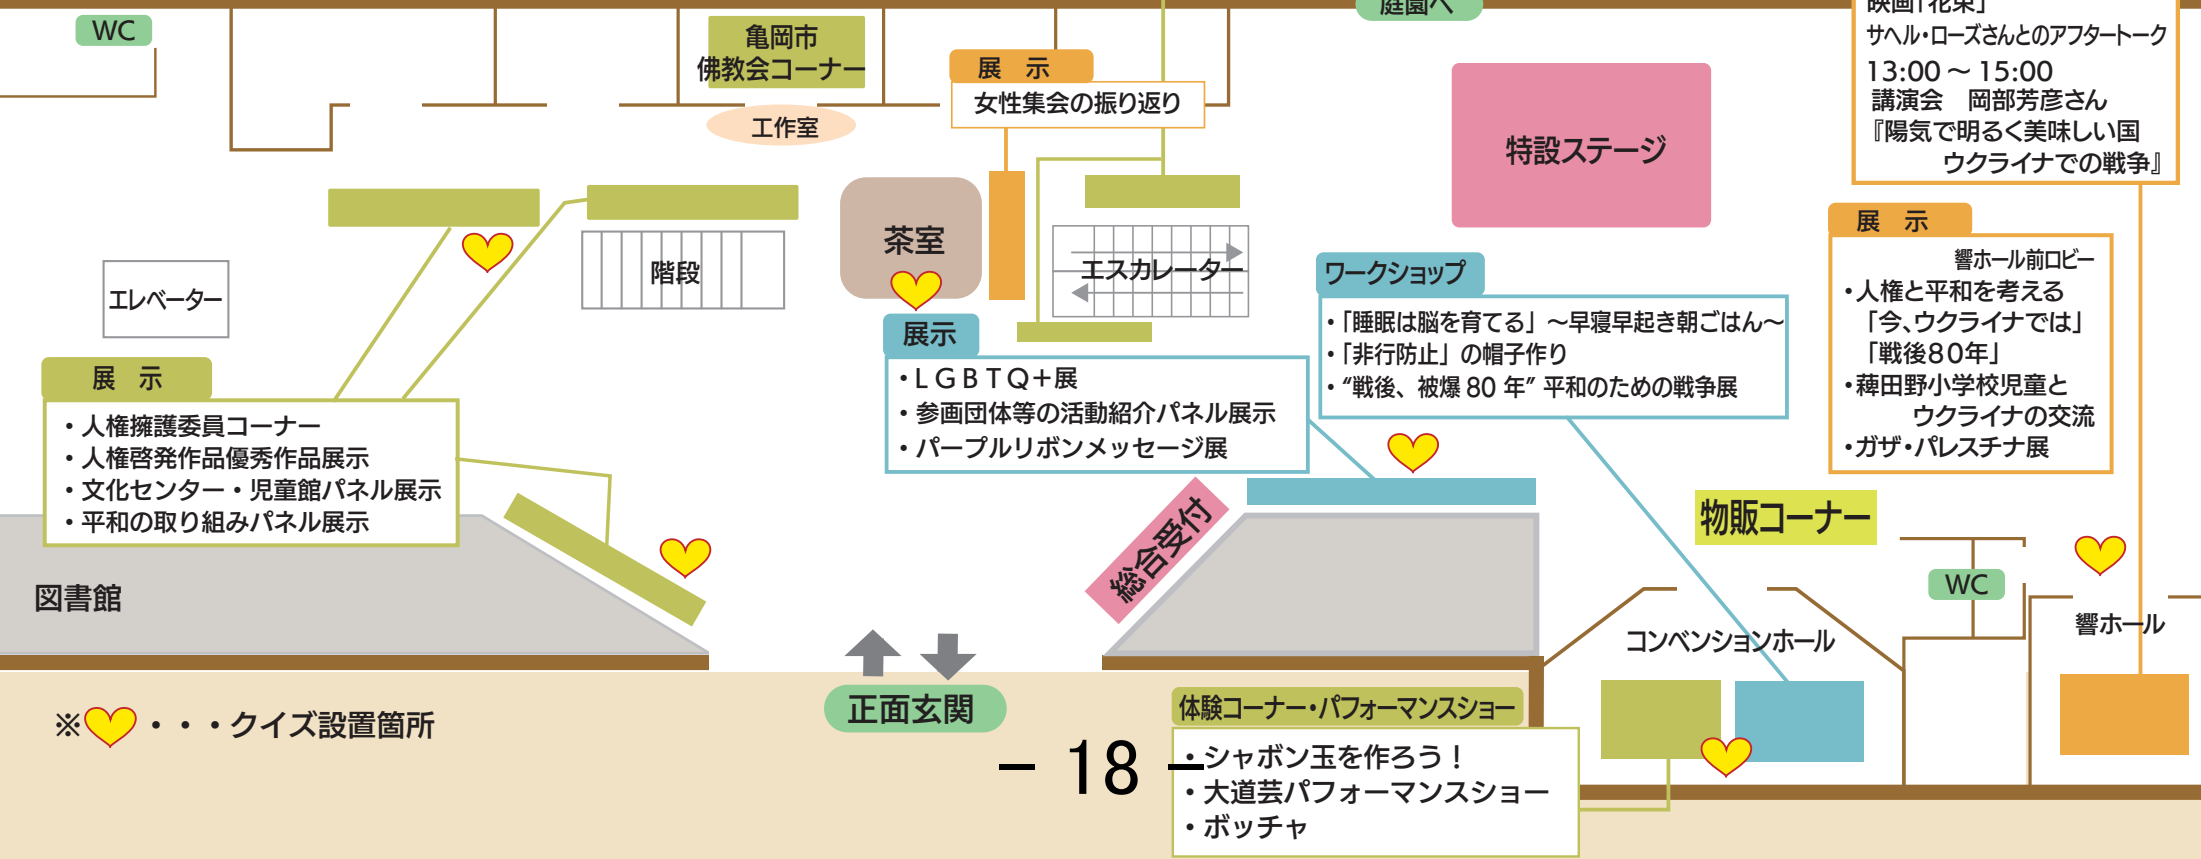 WC
亀岡市
佛教会コーナー
工作室
展 示
女性集会の振り返り
庭園へ
特設ステージ
映画「花束」
サヘル・ローズさんとのアフタートーク
13:00～15:00
講演会 岡部芳彦さん
『陽気で明るく美味しい国
ウクライナでの戦争』
エレベーター
階段
茶室
エスカレーター
展 示
・人権擁護委員コーナー
・人権啓発作品優秀作品展示
・文化センター・児童館パネル展示
・平和の取り組みパネル展示
展示
・ＬＧＢＴＱ＋展
・参画団体等の活動紹介パネル展示
・パープルリボンメッセージ展
ワークショップ
・「睡眠は脳を育てる」～早寝早起き朝ごはん～
・「非行防止」の帽子作り
・“戦後、被爆 80 年” 平和のための戦争展
展 示
響ホール前ロビー
・人権と平和を考える
「今、ウクライナでは」
「戦後80年」
・薭田野小学校児童と
ウクライナの交流
・ガザ・パレスチナ展
図書館
総合受付
物販コーナー
WC
コンベンションホール
響ホール
正面玄関
※・・・クイズ設置箇所
体験コーナー・パフォーマンスショー
・シャボン玉を作ろう！
・大道芸パフォーマンスショー
・ボッチャ
− 18 −